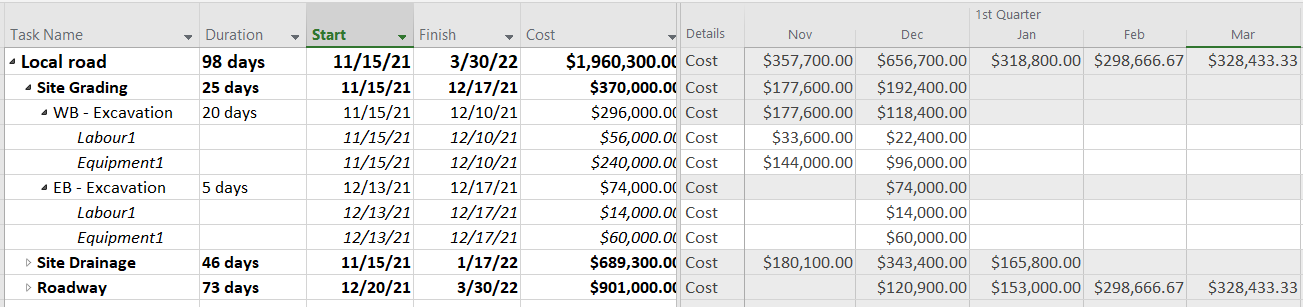 1st Quarter
Task Name Duration Start Finish Cost Details Nov Dec Jan Feb Mar
Local road 98 days 11/15/21 3/30/22 $1,960,300.00 Cost $357,700.00 $656,700.00 $318,800.00 $298,666.67 $328,433.33
Site Grading 25 days 11/15/21 12/17/21 $370,000.00 Cost $177,600.00 $192,400.00
WB - Excavation 20 days 11/15/21 12/10/21 $296,000.00 Cost $177,600.00 $118,400.00
Labour1 11/15/21 12/10/21 $56,000.00 Cost $33,600.00 $22,400.00
Equipment1 11/15/21 12/10/21 $240,000.00 Cost $144,000.00 $96,000.00
EB - Excavation 5 days 12/13/21 12/17/21 $74,000.00 Cost $74,000.00
Labour1 12/13/21 12/17/21 $14,000.00 Cost $14,000.00
Equipment1 12/13/21 12/17/21 $60,000.00 Cost $60,000.00
Site Drainage 46 days 11/15/21 1/17/22 $689,300.00 Cost $180,100.00 $343,400.00 $165,800.00
Roadway 73 days 12/20/21 3/30/22 $901,000.00 Cost $120,900.00 $153,000.00 $298,666.67 $328,433.33